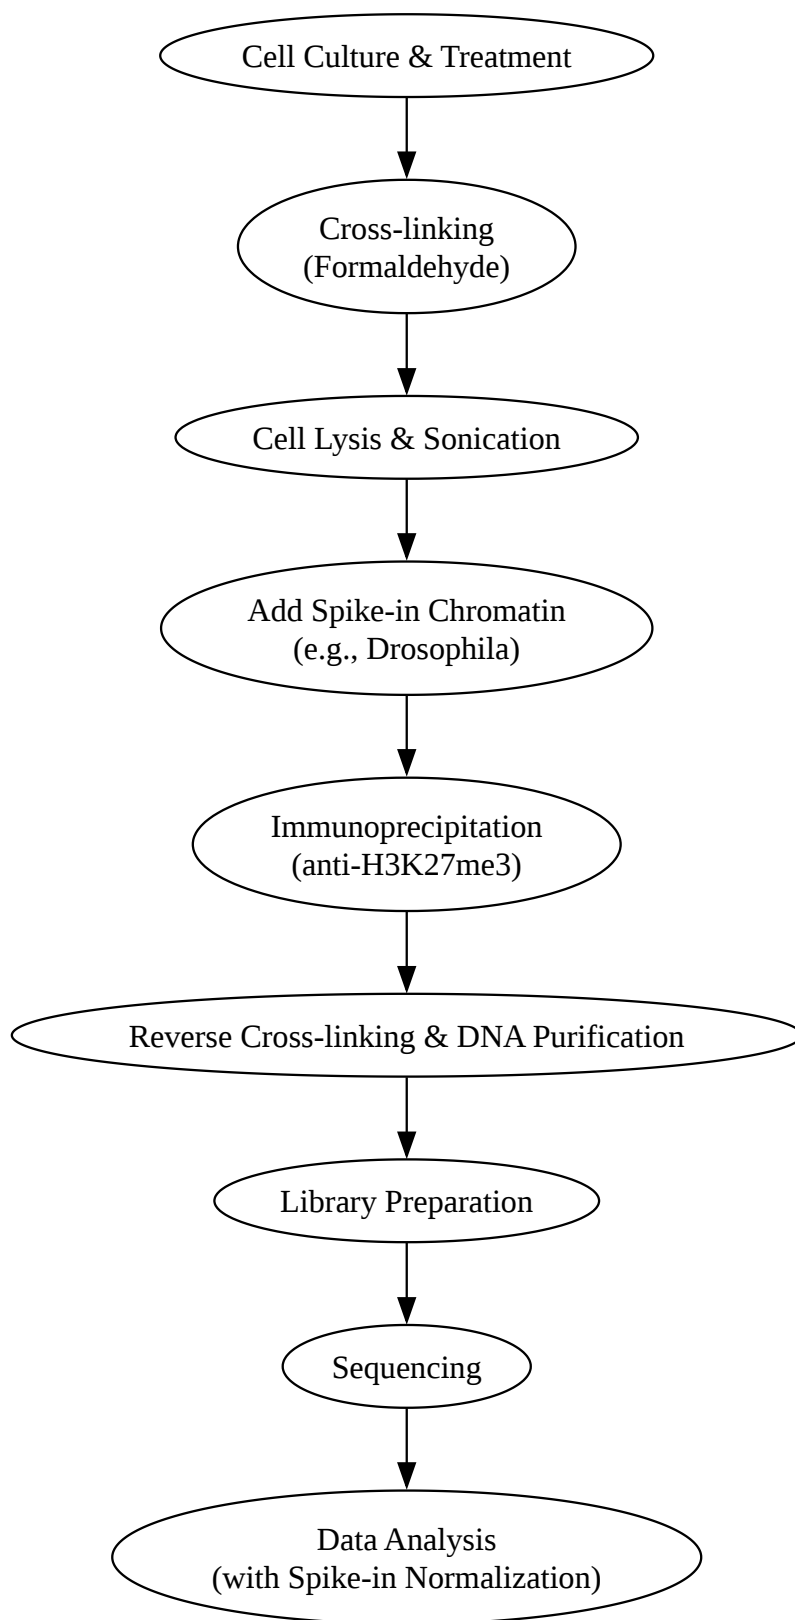 Cell Culture & Treatment
Cross-linking
(Formaldehyde)
Cell Lysis & Sonication
Add Spike-in Chromatin
(e.g., Drosophila)
Immunoprecipitation
(anti-H3K27me3)
Reverse Cross-linking & DNA Purification
Library Preparation
Sequencing
Data Analysis
(with Spike-in Normalization)